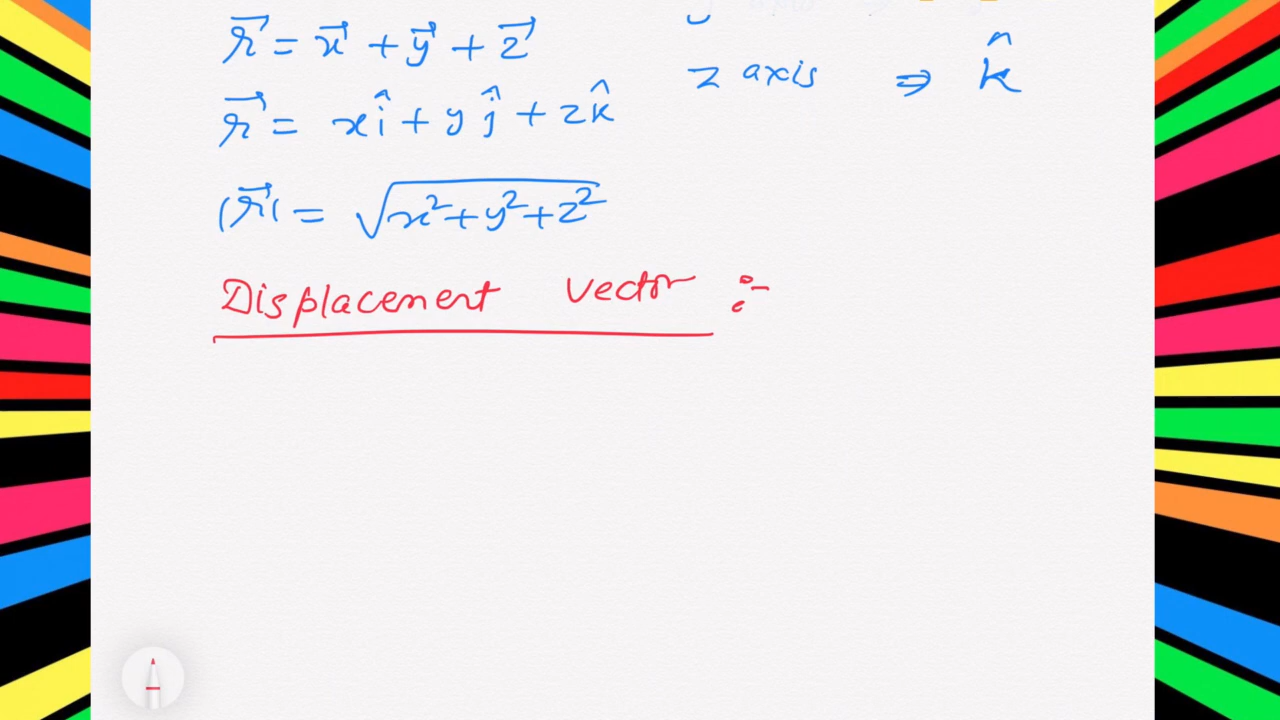 r⃗ = x⃗ + y⃗ + z⃗
z axis ⇒ k̂
r⃗ = xî + yĵ + zk̂
|r⃗| = √x²+y²+z²
Displacement vector :-